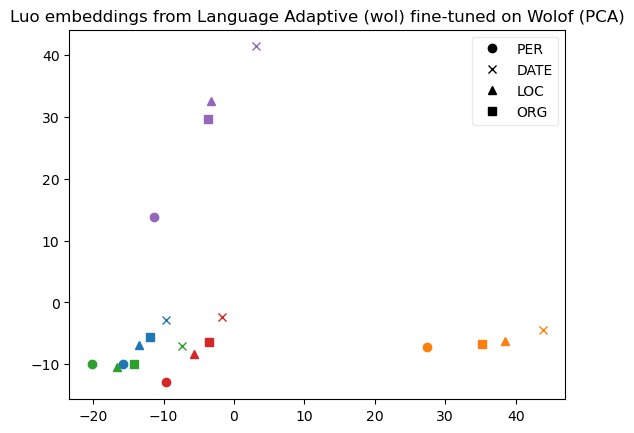 Luo embeddings from Language Adaptive (wol) fine-tuned on Wolof (PCA)
PER
DATE
LOC
ORG
40
30
20
10
0
−10
−20
−10
0
10
20
30
40